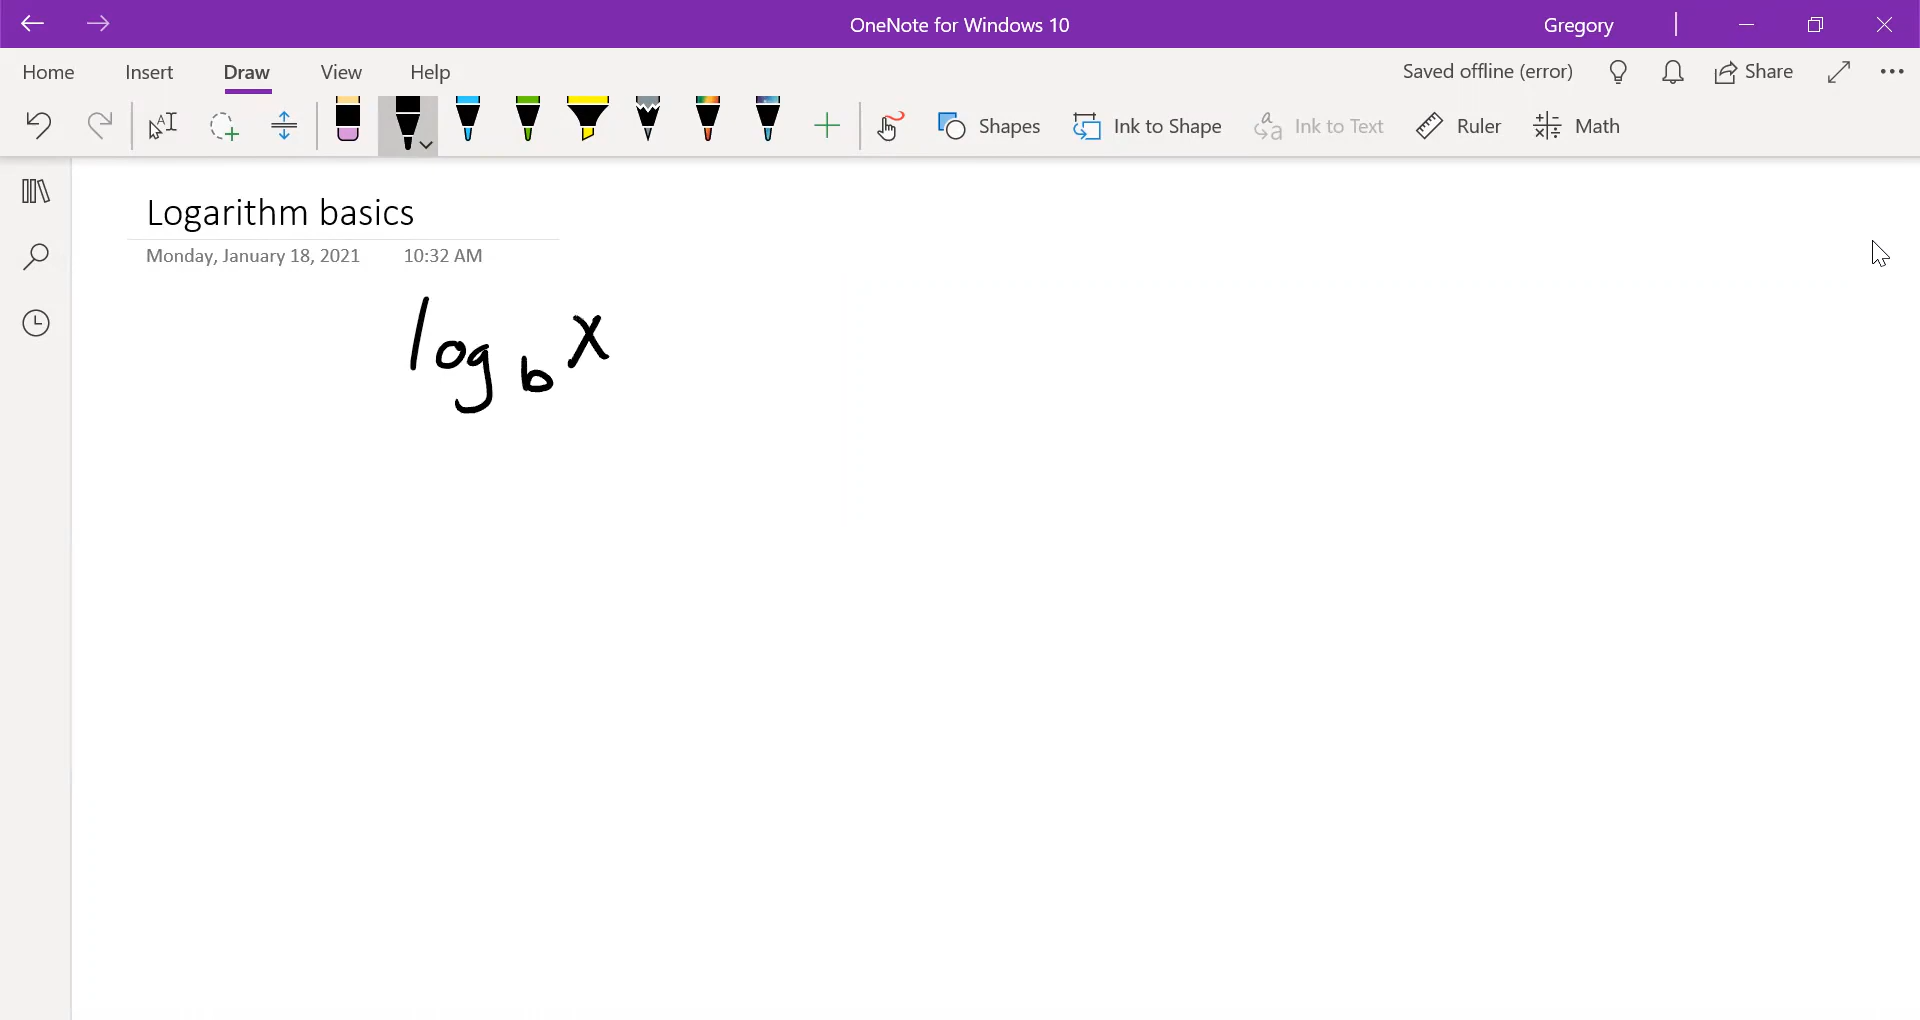 OneNote for Windows 10 Gregory
Home Insert Draw View Help Saved offline (error) Share
Shapes Ink to Shape Ink to Text Ruler Math
Logarithm basics
Monday, January 18, 2021 10:32 AM
log_b x